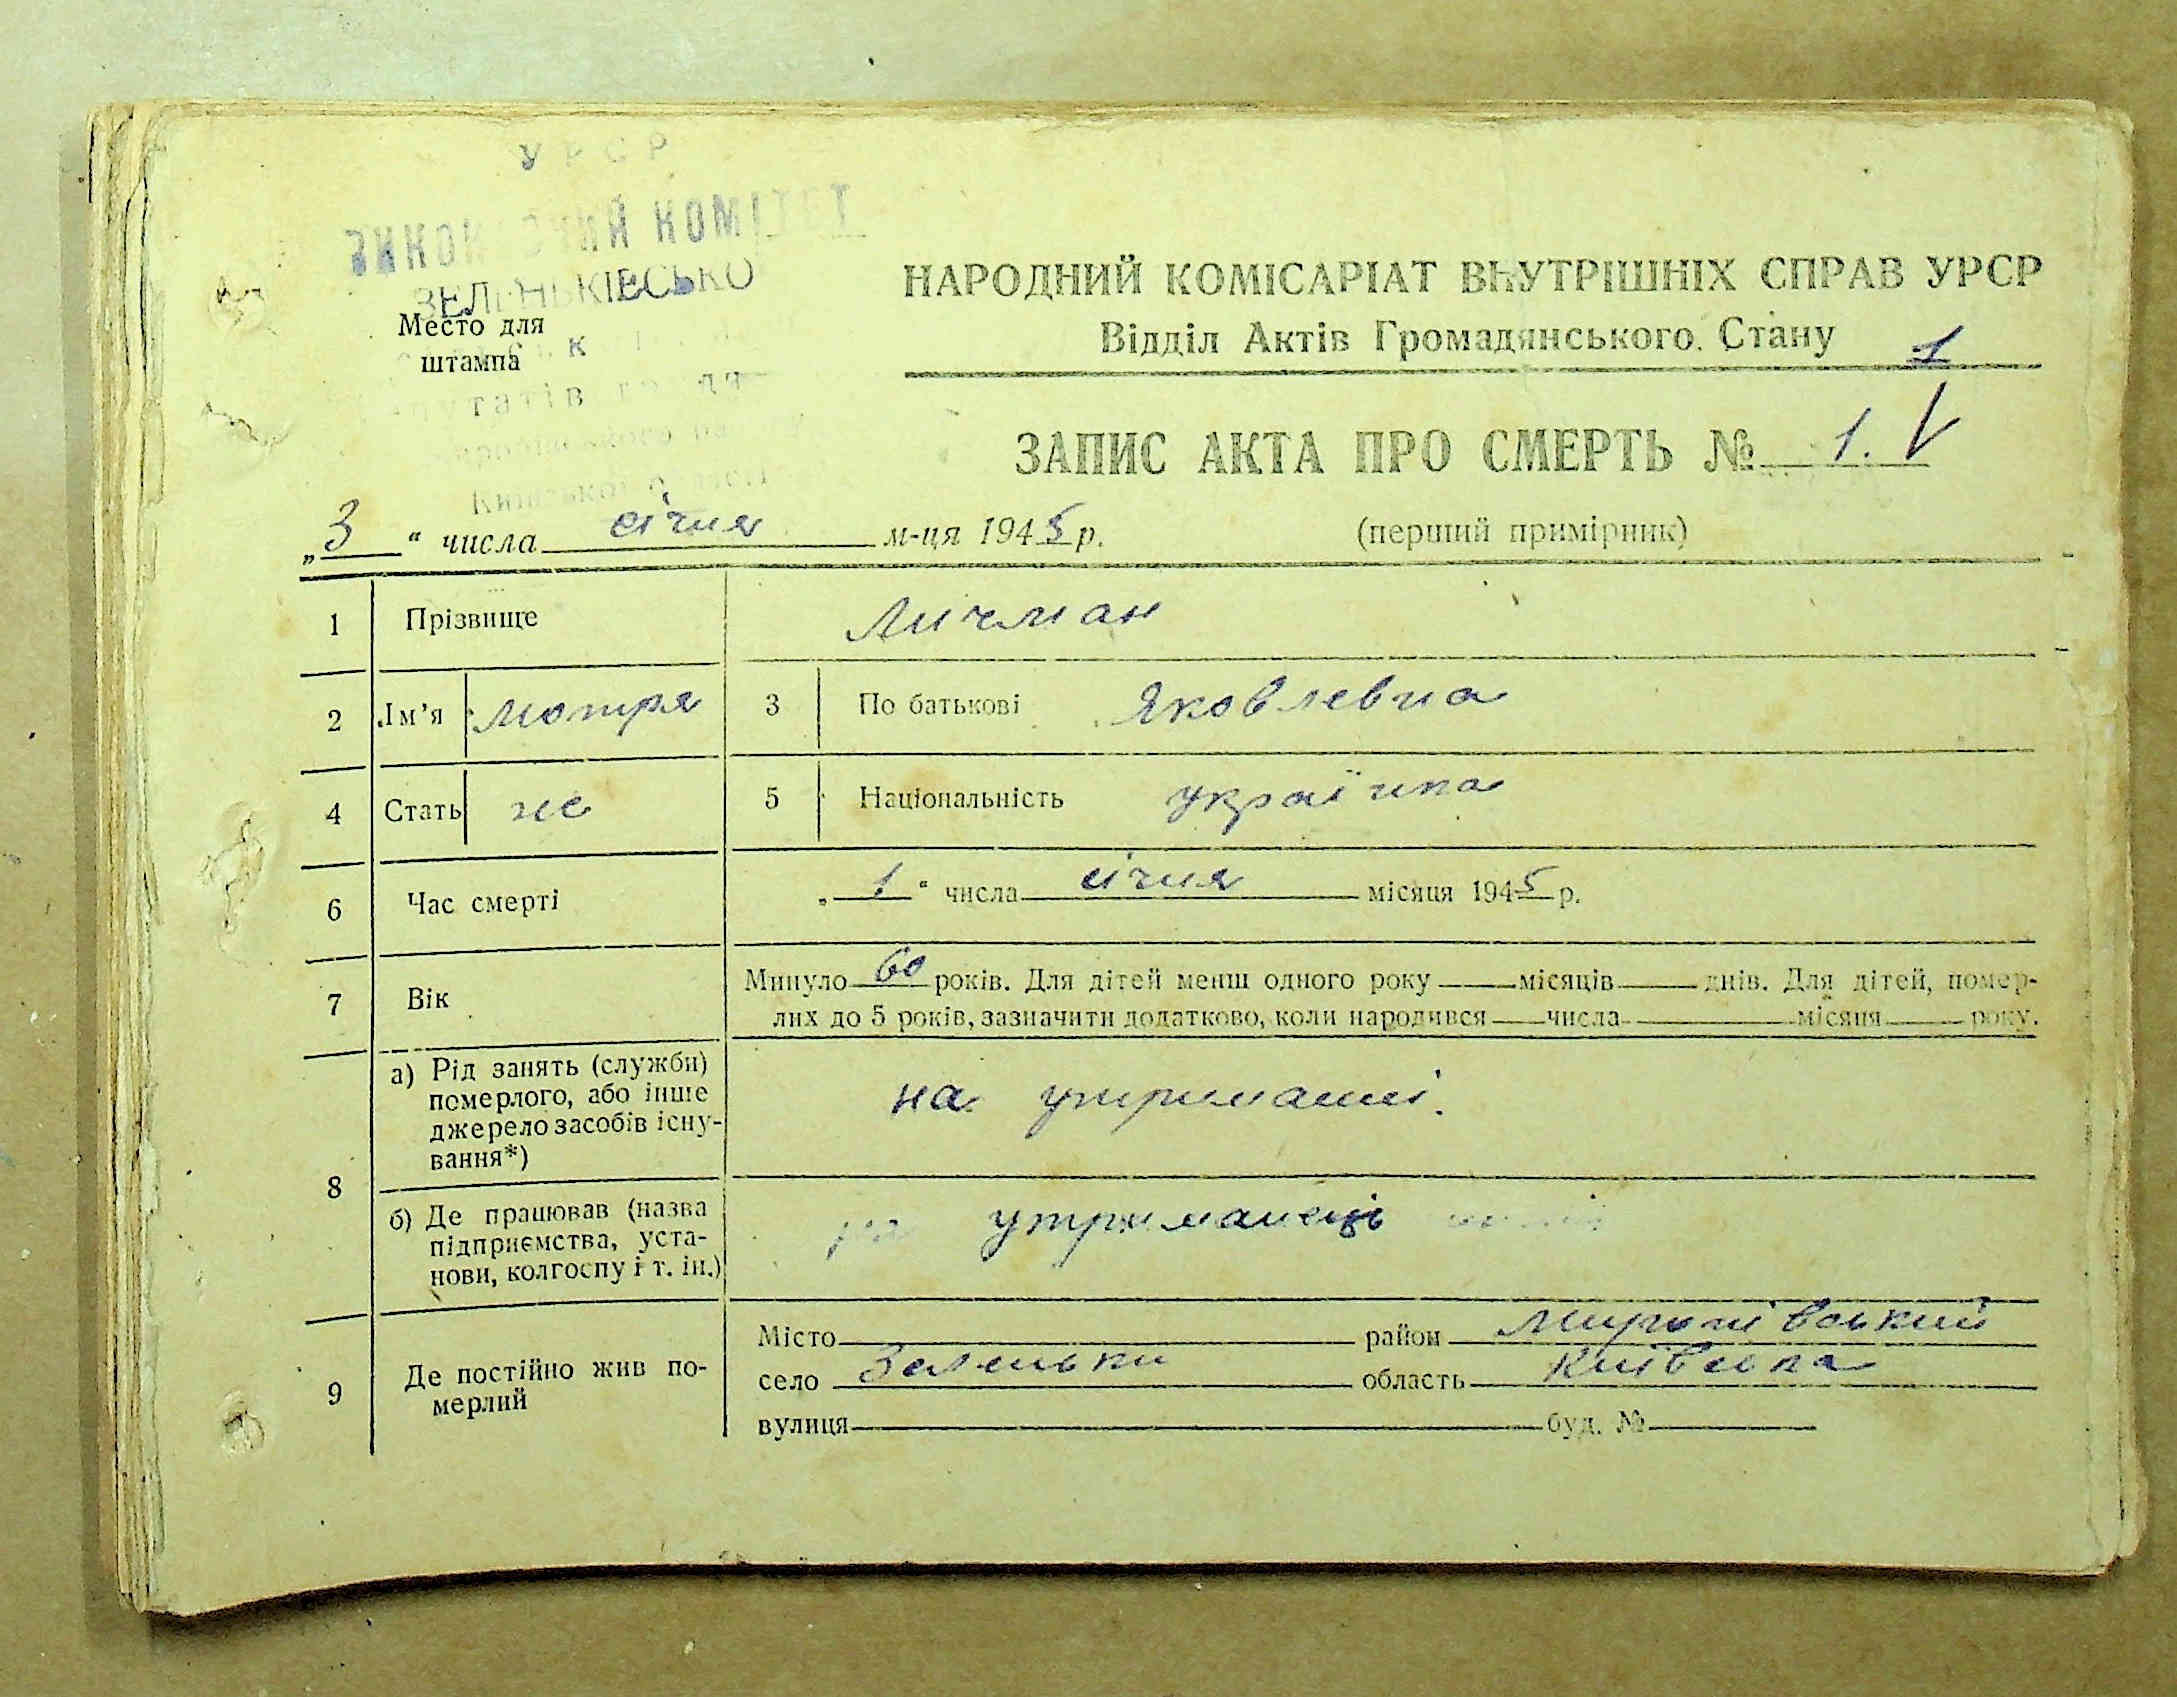 УРСР
ВИКОНАВЧИЙ КОМІТЕТ
ЗЕЛЕНЬКІВСЬКО
Место для
штампа
НАРОДНИЙ КОМІСАРІАТ ВНУТРІШНІХ СПРАВ УРСР
Відділ Актів Громадянського Стану
1
ЗАПИС АКТА ПРО СМЕРТЬ № 1. V
„3“ числа січня м-ця 1945 р.
(перший примірник)
1 Прізвище Личман
2 Ім'я Мотря 3 По батькові Яковлевна
4 Стать же 5 Національність українка
6 Час смерті „1“ числа січня місяця 1945 р.
7 Вік Минуло 60 років. Для дітей менш одного року місяців днів. Для дітей, помер-
лих до 5 років, зазначити додатково, коли народився числа місяця року.
8 а) Рід занять (служби)
померлого, або інше
джерело засобів існу-
вання*)
на утриманні.
б) Де працював (назва
підприємства, уста-
нови, колгоспу і т. ін.)
утриманець
9 Де постійно жив по-
мерлий
Місто район Миронівський
село Зеленьки область Київська
вулиця буд. №